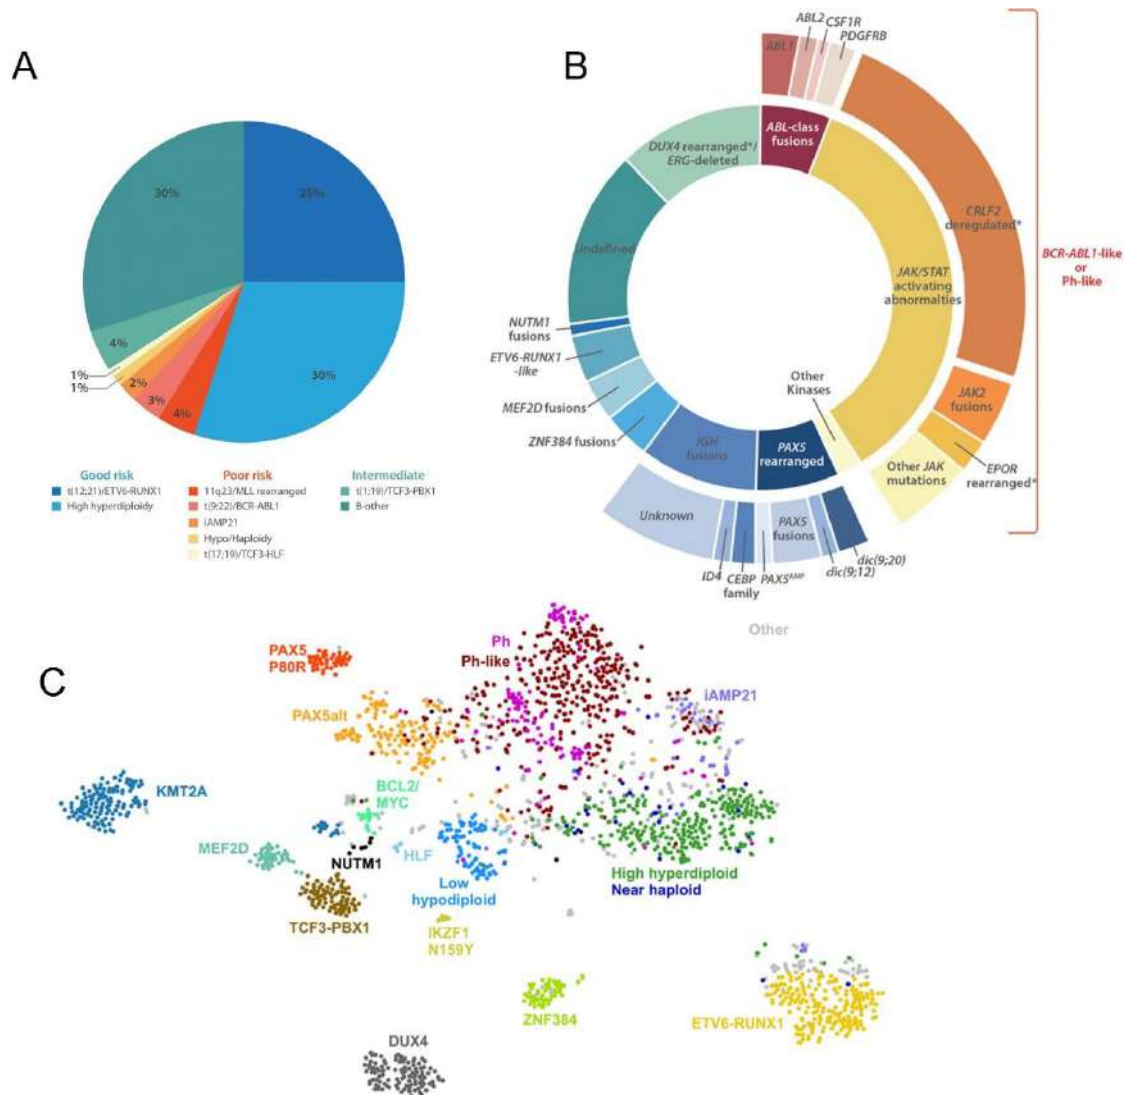 A
30%
25%
4%
1%
1%
2%
3%
4%
30%
Good risk
t(12;21)/ETV6-RUNX1
High hyperdiploidy
Poor risk
11q23/MLL rearranged
t(9:22)/BCR-ABL1
iAMP21
Hypo/Haploidy
t(17;19)/TCF3-HLF
Intermediate
t(1;19)/TCF3-PBX1
B-other
B
ABL1
ABL2
CSF1R
PDGFRB
DUX4 rearranged*/
ERG-deleted
ABL-class
fusions
Undefined
CRLF2
deregulated*
JAK/STAT
activating
abnormalties
BCR-ABL1-like
or
Ph-like
NUTM1
fusions
ETV6-RUNX1
-like
MEF2D fusions
ZNF384 fusions
IGH
fusions
PAX5
rearranged
Other
Kinases
JAK2
fusions
EPOR
rearranged*
Other JAK
mutations
Unknown
ID4
CEBP
family
PAX5ᴬᴹᴾ
PAX5
fusions
dic(9;12)
dic(9;20)
C
Other
PAX5
P80R
Ph
Ph-like
iAMP21
PAX5alt
KMT2A
BCL2/
MYC
MEF2D
NUTM1
HLF
Low
hypodiploid
High hyperdiploid
Near haploid
TCF3-PBX1
IKZF1
N159Y
ZNF384
ETV6-RUNX1
DUX4